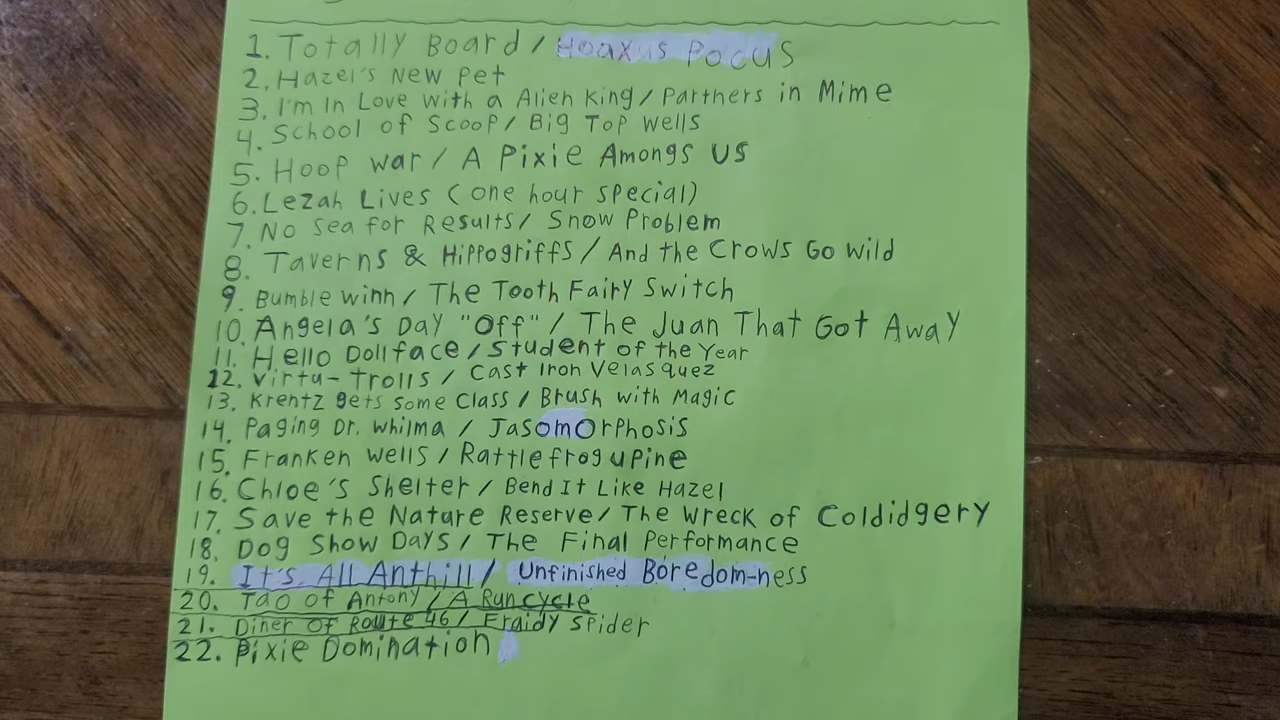 1. Totally Board / Hoaxus Pocus
2. Hazel's New Pet
3. I'm In Love with a Alien King / Partners in Mime
4. School of Scoop / Big Top Wells
5. Hoop war / A Pixie Amongs US
6. Lezah Lives (one hour special)
7. No Sea for Results / Snow Problem
8. Taverns & Hippogriffs / And the Crows Go Wild
9. Bumble winn / The Tooth Fairy Switch
10. Angela's Day "Off" / The Juan That Got Away
11. Hello Dollface / Student of the Year
12. Virtu-Trolls / Cast Iron Velasquez
13. Krentz Gets Some Class / Brush with Magic
14. Paging Dr. Whilma / Jasomorphosis
15. Franken Wells / Rattlefrogupine
16. Chloe's Shelter / Bend It Like Hazel
17. Save the Nature Reserve / The Wreck of Coldidgery
18. Dog Show Days / The Final Performance
19. It's All Anthill / Unfinished Boredom-ness
20. Tao of Antony / A Run cycle
21. Diner of Route 46 / Fraidy Spider
22. Pixie Domination